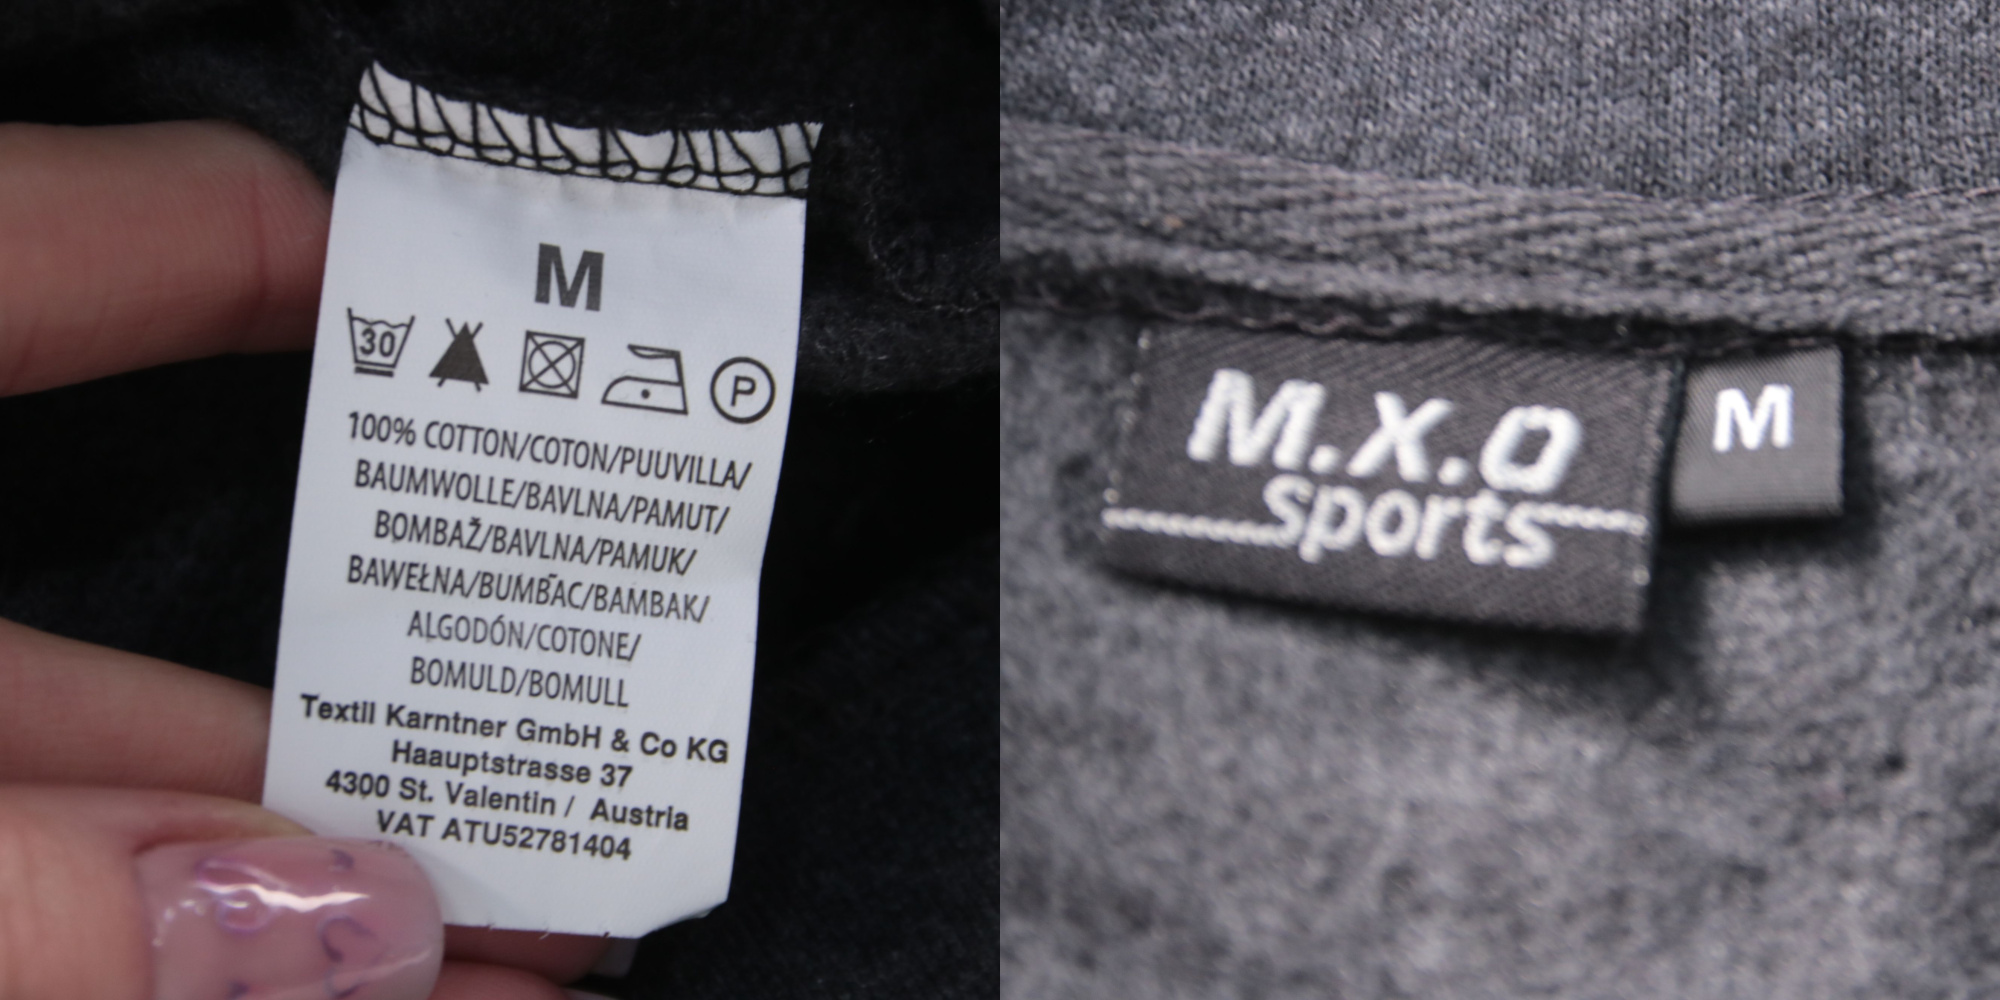 M
30
P
100% COTTON/COTON/PUUVILLA/
BAUMWOLLE/BAVLNA/PAMUT/
BOMBAŽ/BAVLNA/PAMUK/
BAWEŁNA/BUMBĀC/BAMBAK/
ALGODÓN/COTONE/
BOMULD/BOMULL
Textil Karntner GmbH & Co KG
Haauptstrasse 37
4300 St. Valentin / Austria
VAT ATU52781404
M.X.O
sports
M